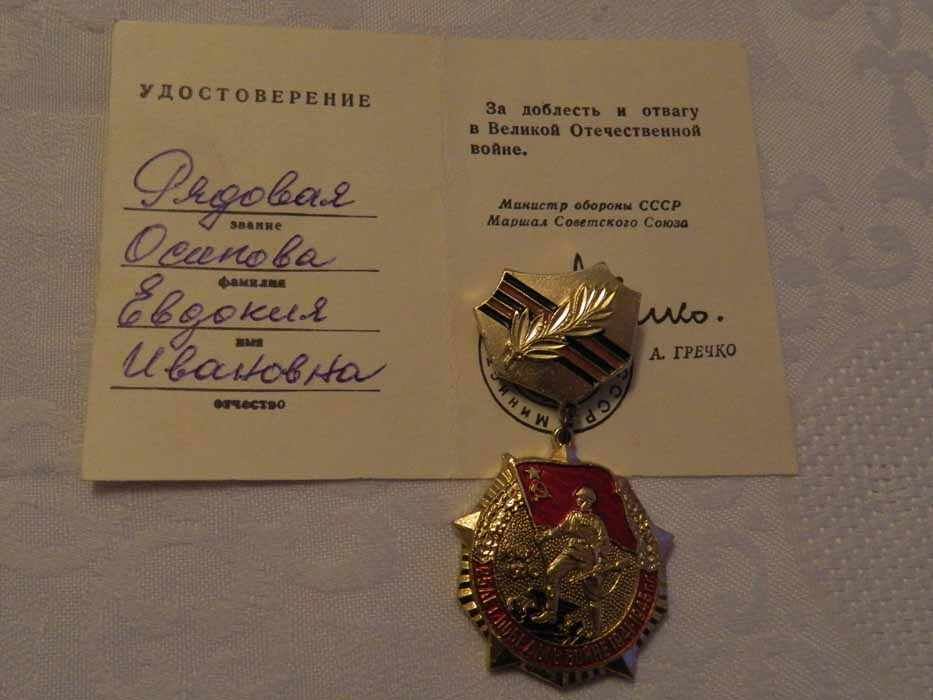 УДОСТОВЕРЕНИЕ
Рядовая
звание
Осипова
фамилия
Евдокия
имя
Ивановна
отчество
За доблесть и отвагу
в Великой Отечественной
войне.
Министр обороны СССР
Маршал Советского Союза
А. ГРЕЧКО
СССР